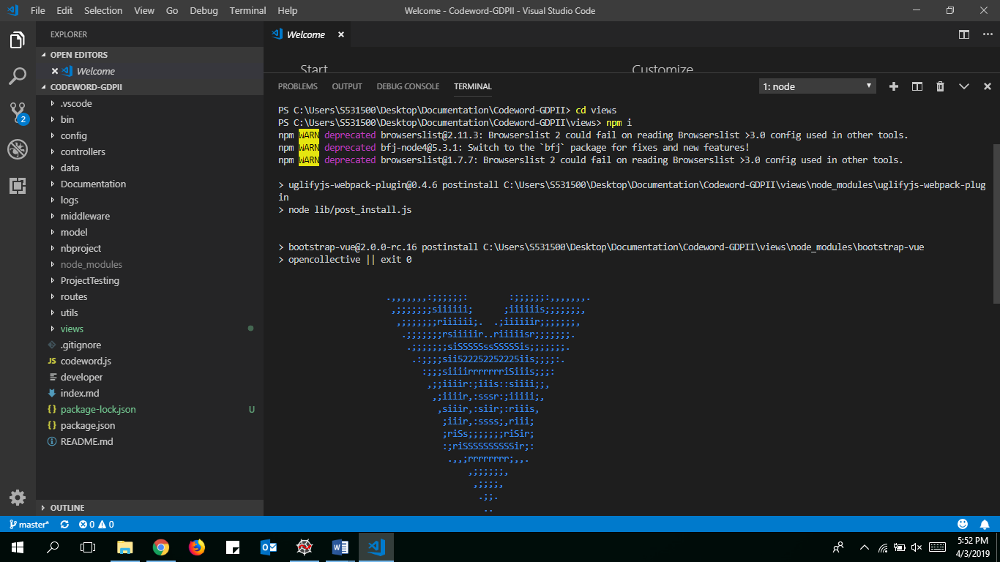 File Edit Selection View Go Debug Terminal Help Welcome - Codeword-GDPII - Visual Studio Code
EXPLORER
OPEN EDITORS
Welcome
CODEWORD-GDPII
.vscode
bin
config
controllers
data
Documentation
logs
middleware
model
nbproject
node_modules
ProjectTesting
routes
utils
views
.gitignore
JS codeword.js
developer
index.md
{} package-lock.json U
{} package.json
README.md
OUTLINE
2
Welcome
Start Customize
PROBLEMS OUTPUT DEBUG CONSOLE TERMINAL 1: node
PS C:\Users\S531500\Desktop\Documentation\Codeword-GDPII> cd views
PS C:\Users\S531500\Desktop\Documentation\Codeword-GDPII\views> npm i
npm WARN deprecated browserslist@2.11.3: Browserslist 2 could fail on reading Browserslist >3.0 config used in other tools.
npm WARN deprecated bfj-node4@5.3.1: Switch to the `bfj` package for fixes and new features!
npm WARN deprecated browserslist@1.7.7: Browserslist 2 could fail on reading Browserslist >3.0 config used in other tools.
> uglifyjs-webpack-plugin@0.4.6 postinstall C:\Users\S531500\Desktop\Documentation\Codeword-GDPII\views\node_modules\uglifyjs-webpack-plug
in
> node lib/post_install.js
> bootstrap-vue@2.0.0-rc.16 postinstall C:\Users\S531500\Desktop\Documentation\Codeword-GDPII\views\node_modules\bootstrap-vue
> opencollective || exit 0
.,,,,,,,:;;;;;;: :;;;;;;:,,,,,,,.
,;;;;;;;;siiiiii; ;iiiiiis;;;;;;;,
,;;;;;;;riiiiii;. .;iiiiiir;;;;;;;,
.;;;;;;;rsiiiiir..riiiiisr;;;;;;;.
.;;;;;;;siSSSSSssSSSSSis;;;;;;;.
.:;;;;sii522252252225iis;;;;:.
:;;;siiiirrrrrrriSiiis;;;:
,;;iiiir:;iiis::siiii;;,
,;iiiir,:sssr:;iiiii;,
,siiir,:siir;:riiis,
;iiir,:ssss;,riii;
;riSs;;;;;;;riSir;
:;riSSSSSSSSSSir;:
.,,;rrrrrrrr;,,.
,;;;;;;,
,;;;;,
.;;.
..
master* 0 0
5:52 PM
4/3/2019